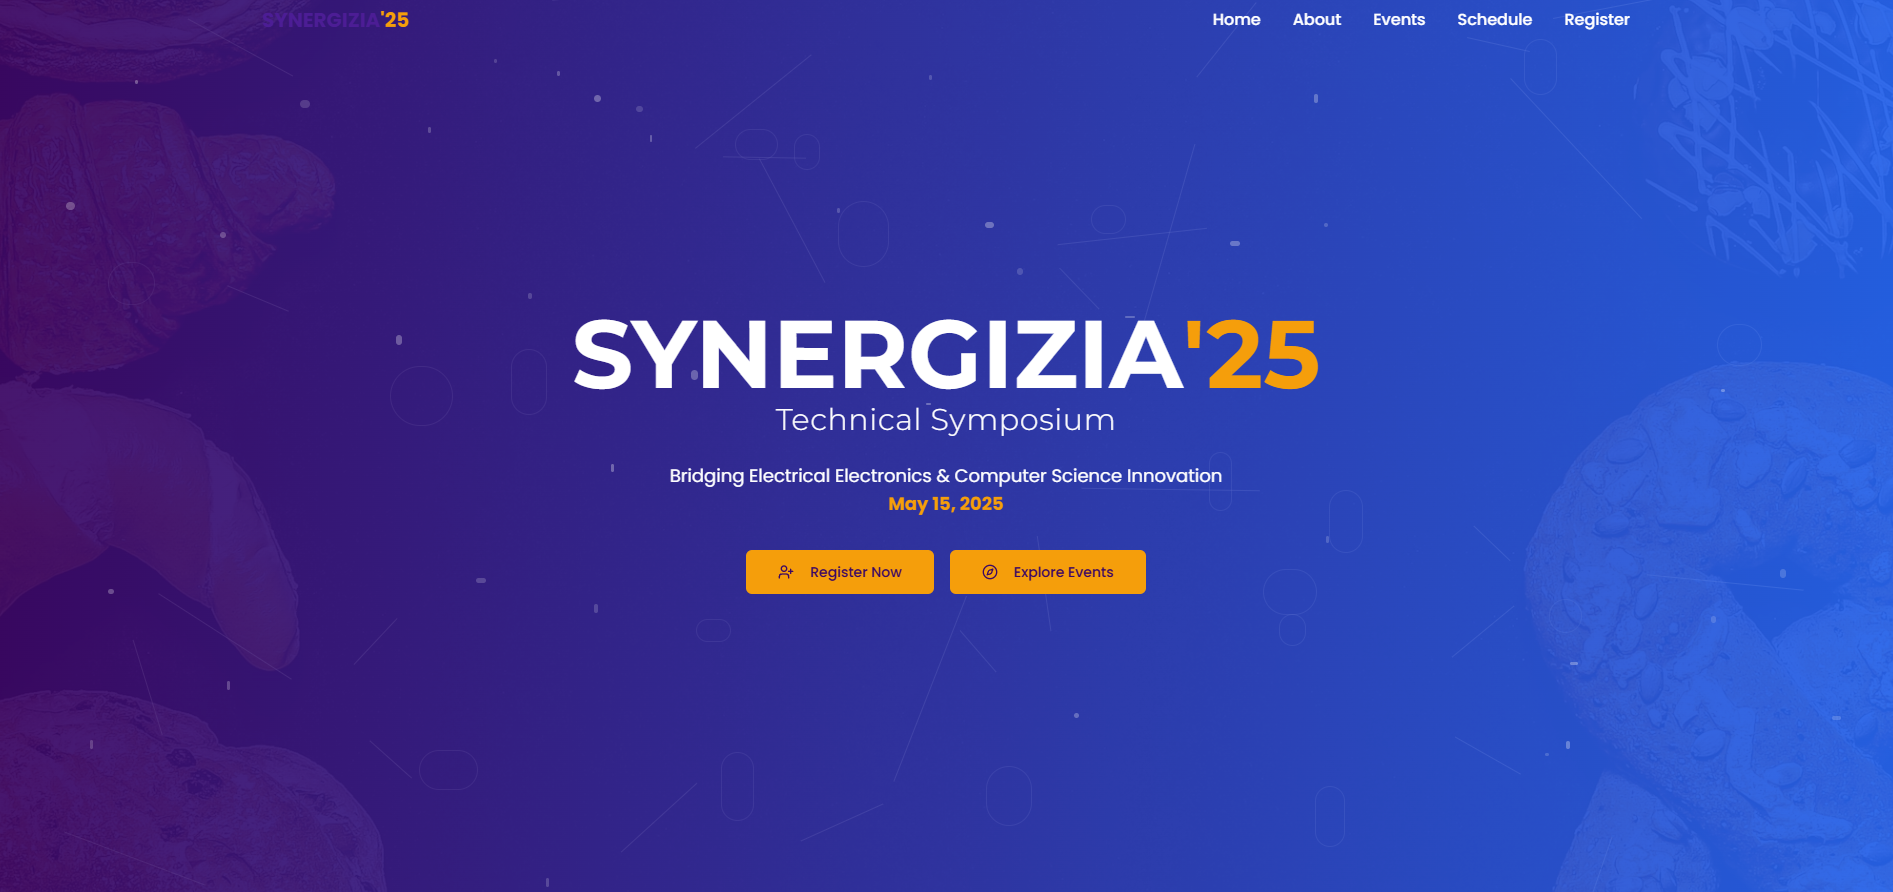 SYNERGIZIA'25
Home About Events Schedule Register
SYNERGIZIA'25
Technical Symposium
Bridging Electrical Electronics & Computer Science Innovation
May 15, 2025
Register Now
Explore Events